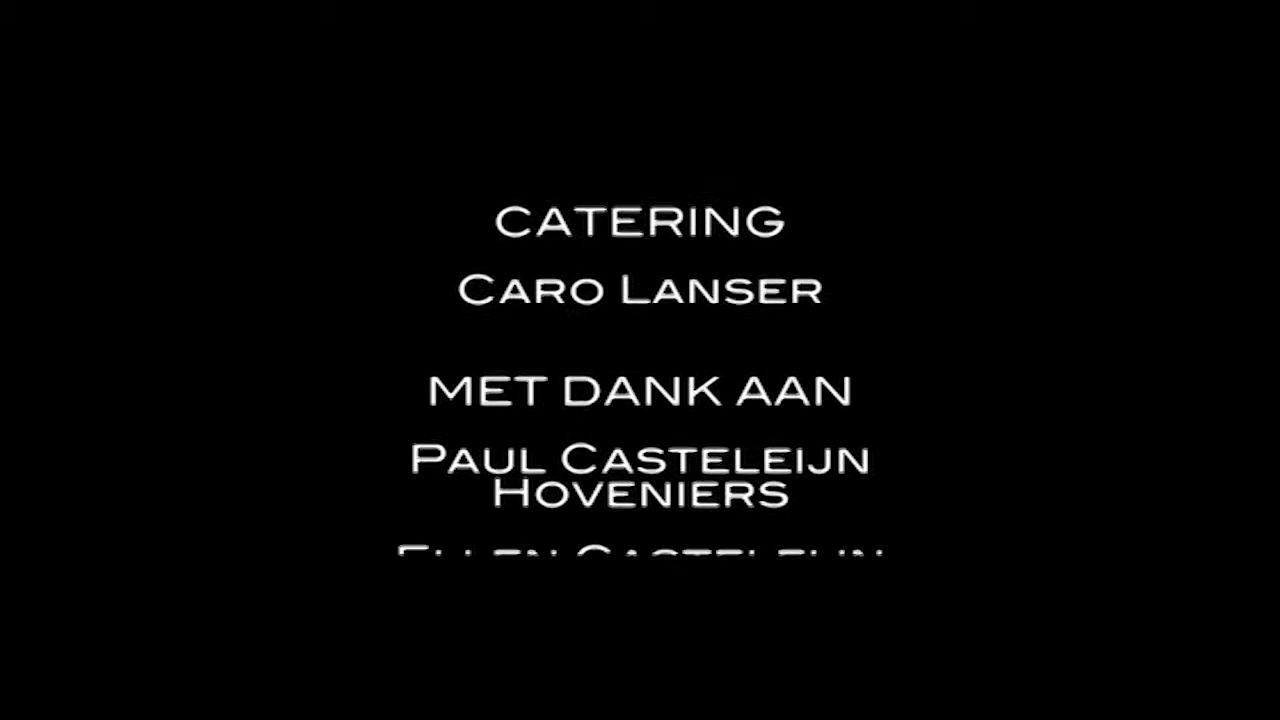 CATERING
CARO LANSER
MET DANK AAN
PAUL CASTELEIJN
HOVENIERS